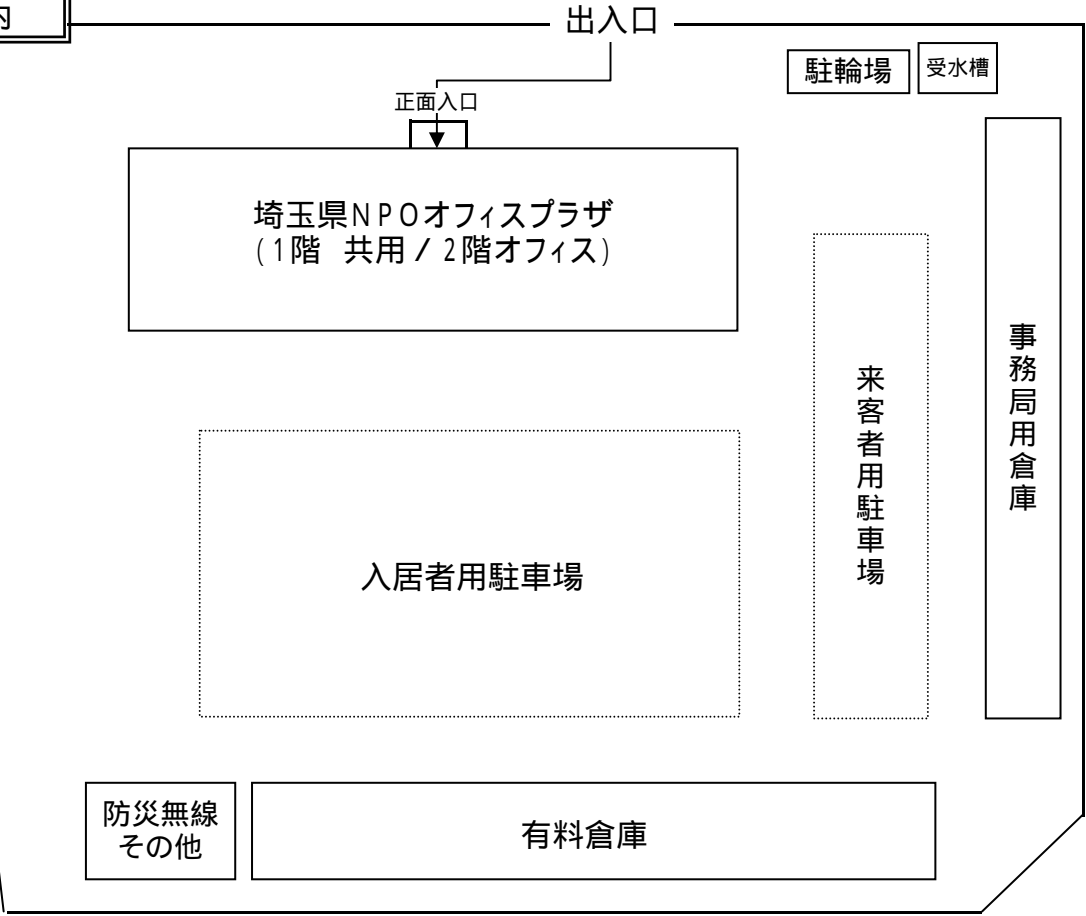 内
出入口
駐輪場
受水槽
正面入口
埼玉県NPOオフィスプラザ
(1階 共用/2階オフィス)
来客者用駐車場
事務局用倉庫
入居者用駐車場
防災無線
その他
有料倉庫